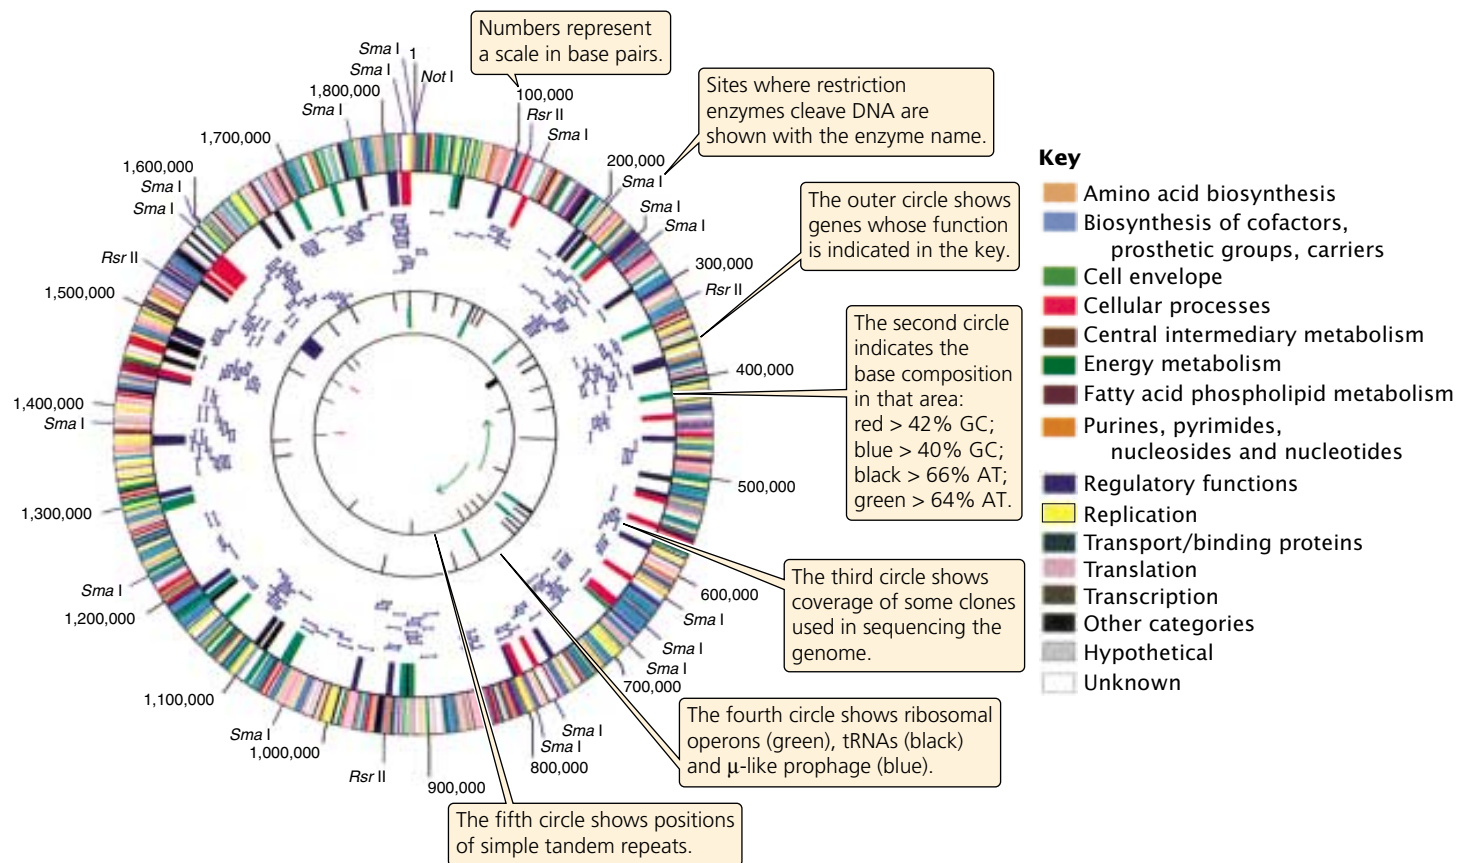 Numbers represent
a scale in base pairs.
Sites where restriction
enzymes cleave DNA are
shown with the enzyme name.
The outer circle shows
genes whose function
is indicated in the key.
The second circle
indicates the
base composition
in that area:
red > 42% GC;
blue > 40% GC;
black > 66% AT;
green > 64% AT.
The third circle shows
coverage of some clones
used in sequencing the
genome.
The fourth circle shows ribosomal
operons (green), tRNAs (black)
and μ-like prophage (blue).
The fifth circle shows positions
of simple tandem repeats.
1
Not I
100,000
Rsr II
Sma I
200,000
Sma I
Sma I
Sma I
300,000
Rsr II
400,000
500,000
600,000
Sma I
Sma I
Sma I
700,000
Sma I
Sma I
800,000
900,000
Rsr II
1,000,000
Sma I
1,100,000
1,200,000
Sma I
1,300,000
Sma I
1,400,000
1,500,000
Rsr II
Sma I
Sma I
1,600,000
1,700,000
Sma I
1,800,000
Sma I
Sma I
Key
Amino acid biosynthesis
Biosynthesis of cofactors,
prosthetic groups, carriers
Cell envelope
Cellular processes
Central intermediary metabolism
Energy metabolism
Fatty acid phospholipid metabolism
Purines, pyrimides,
nucleosides and nucleotides
Regulatory functions
Replication
Transport/binding proteins
Translation
Transcription
Other categories
Hypothetical
Unknown